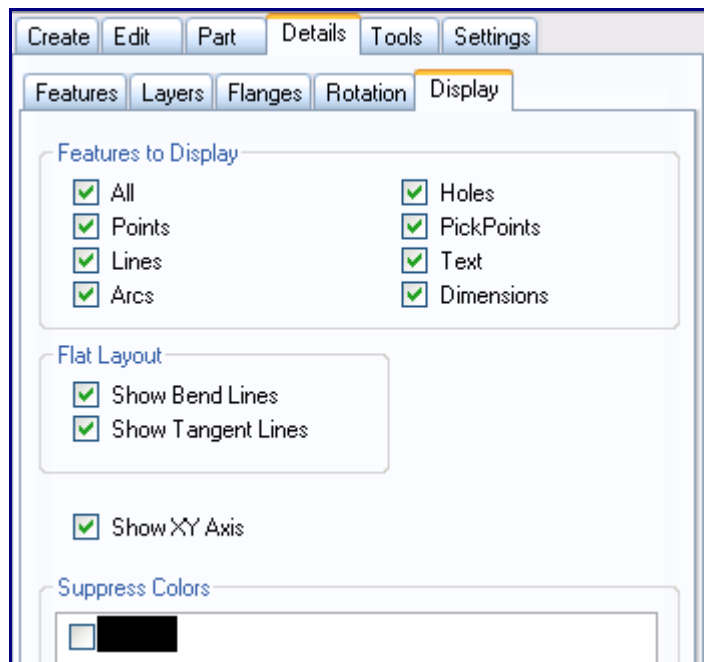 Create Edit Part Details Tools Settings
Features Layers Flanges Rotation Display
Features to Display
All Holes
Points PickPoints
Lines Text
Arcs Dimensions
Flat Layout
Show Bend Lines
Show Tangent Lines
Show XY Axis
Suppress Colors